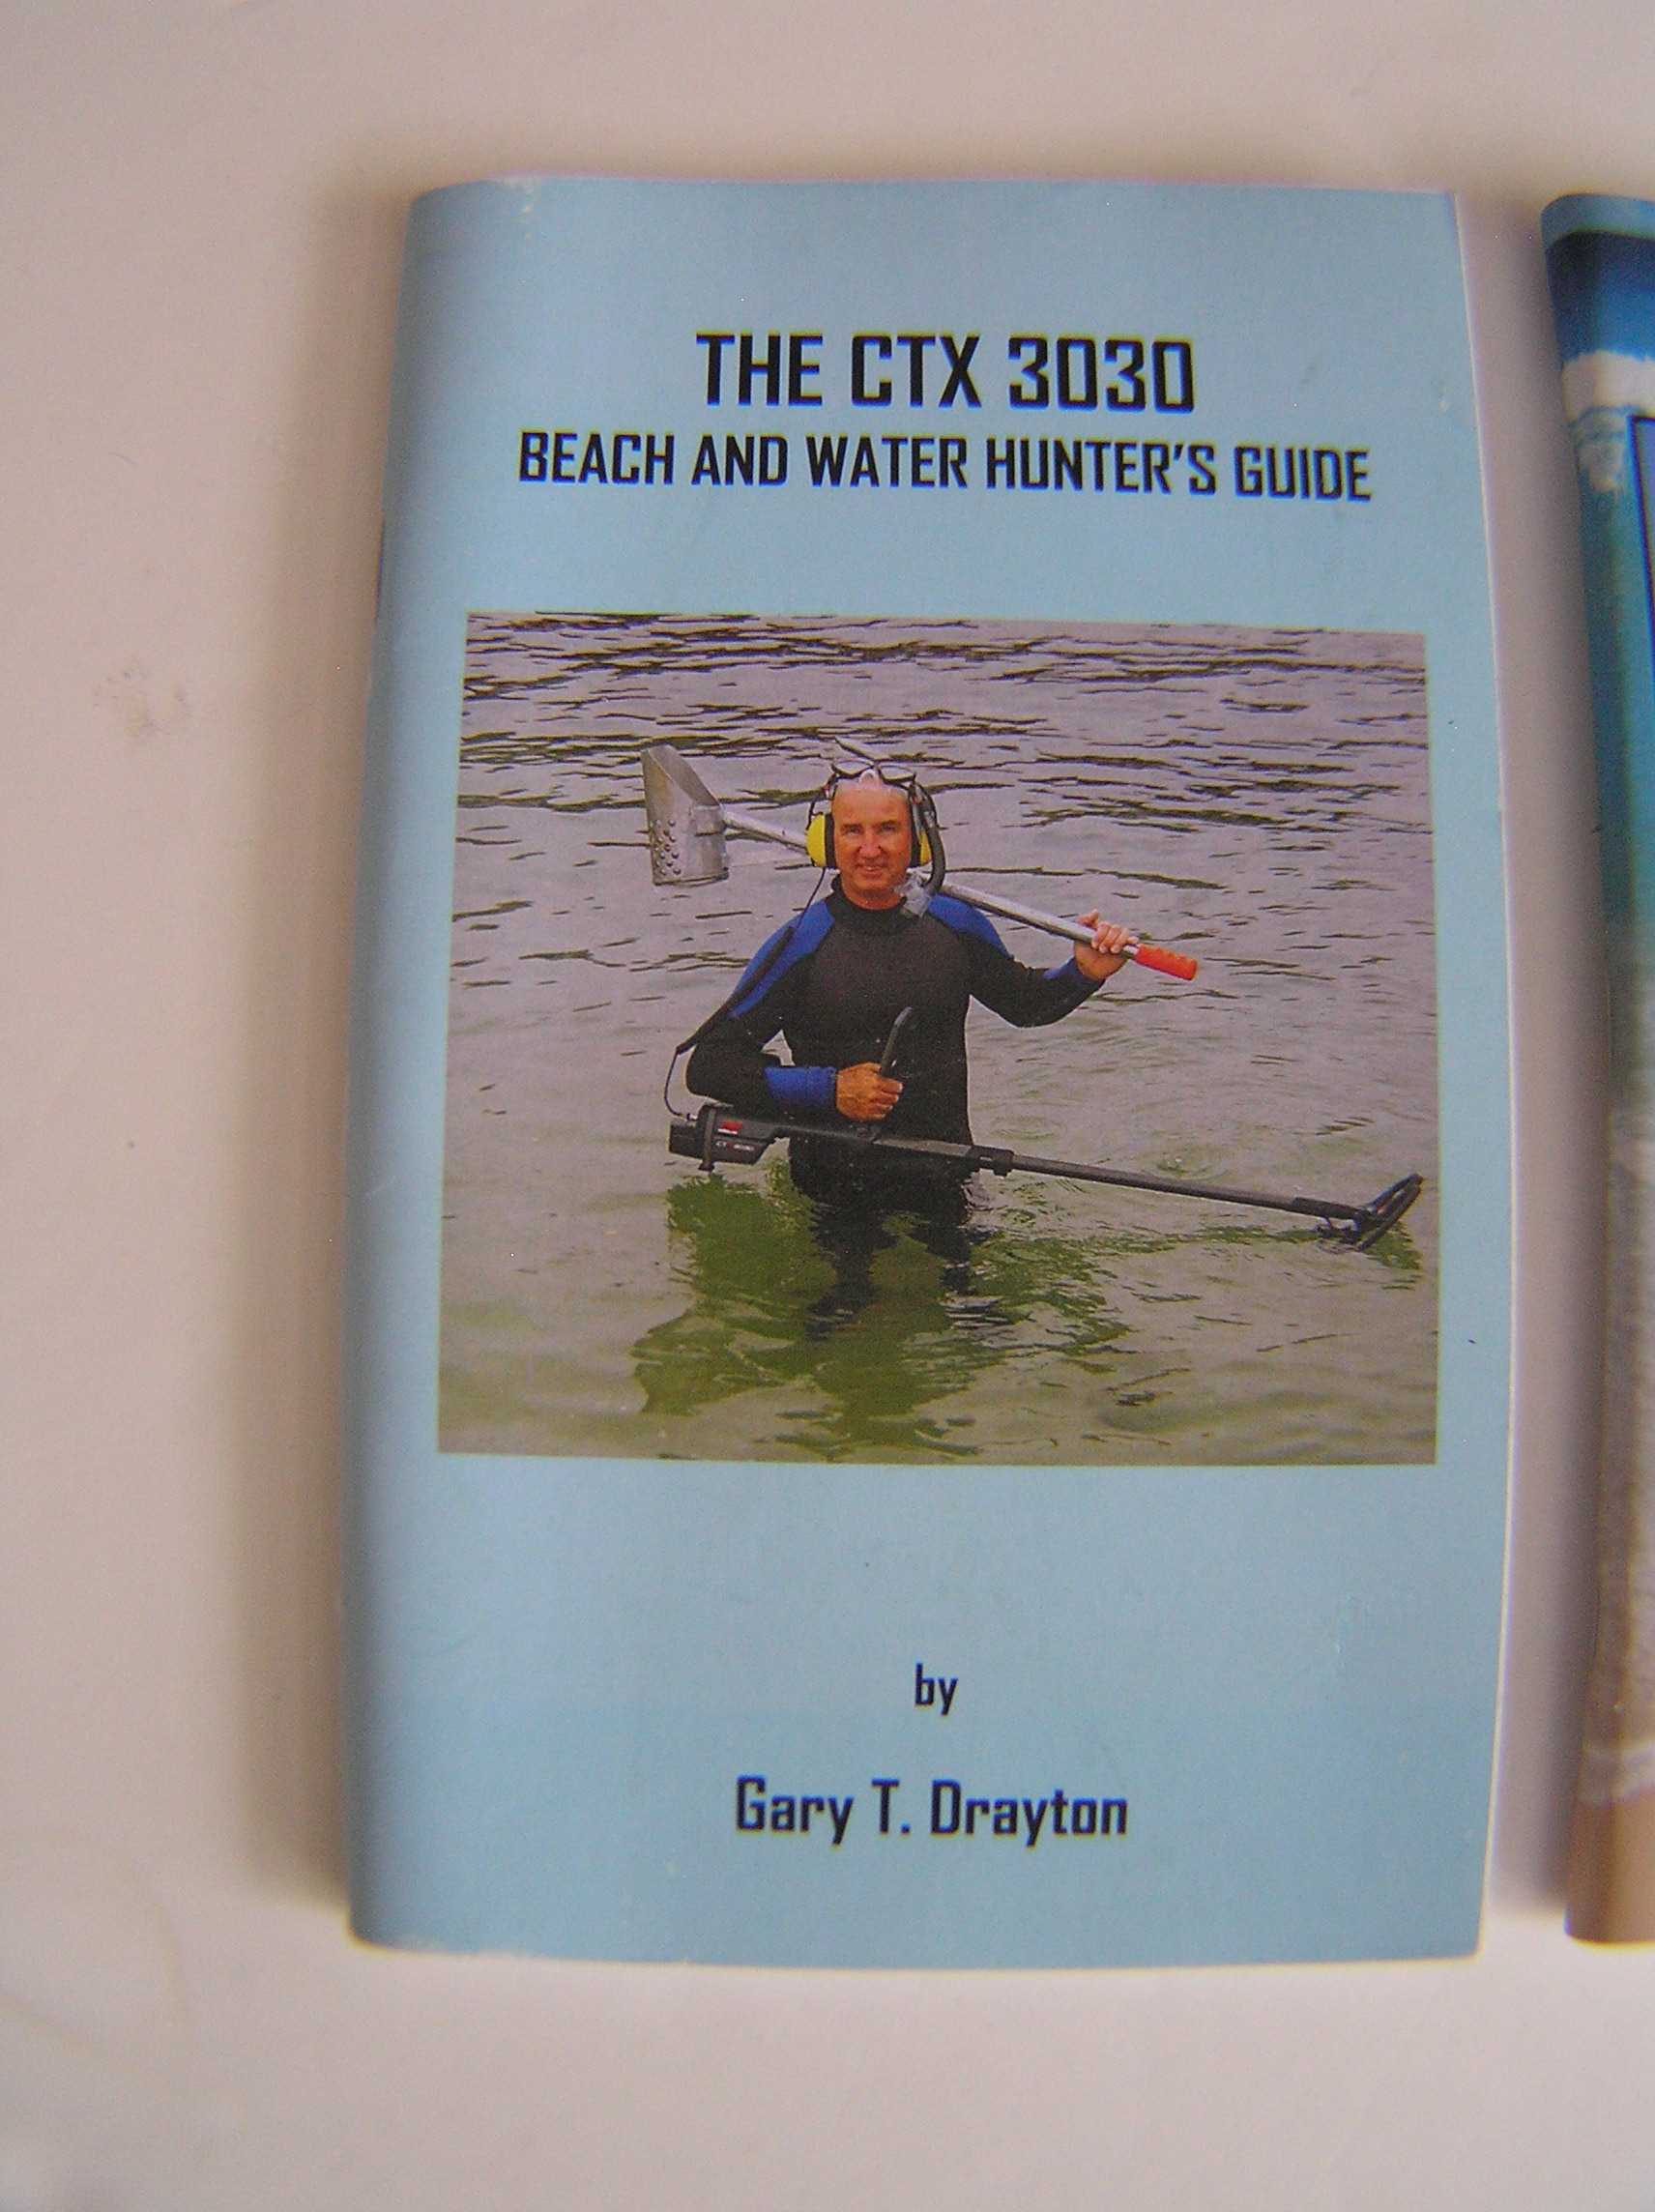 THE CTX 3030
BEACH AND WATER HUNTER'S GUIDE
by
Gary T. Drayton